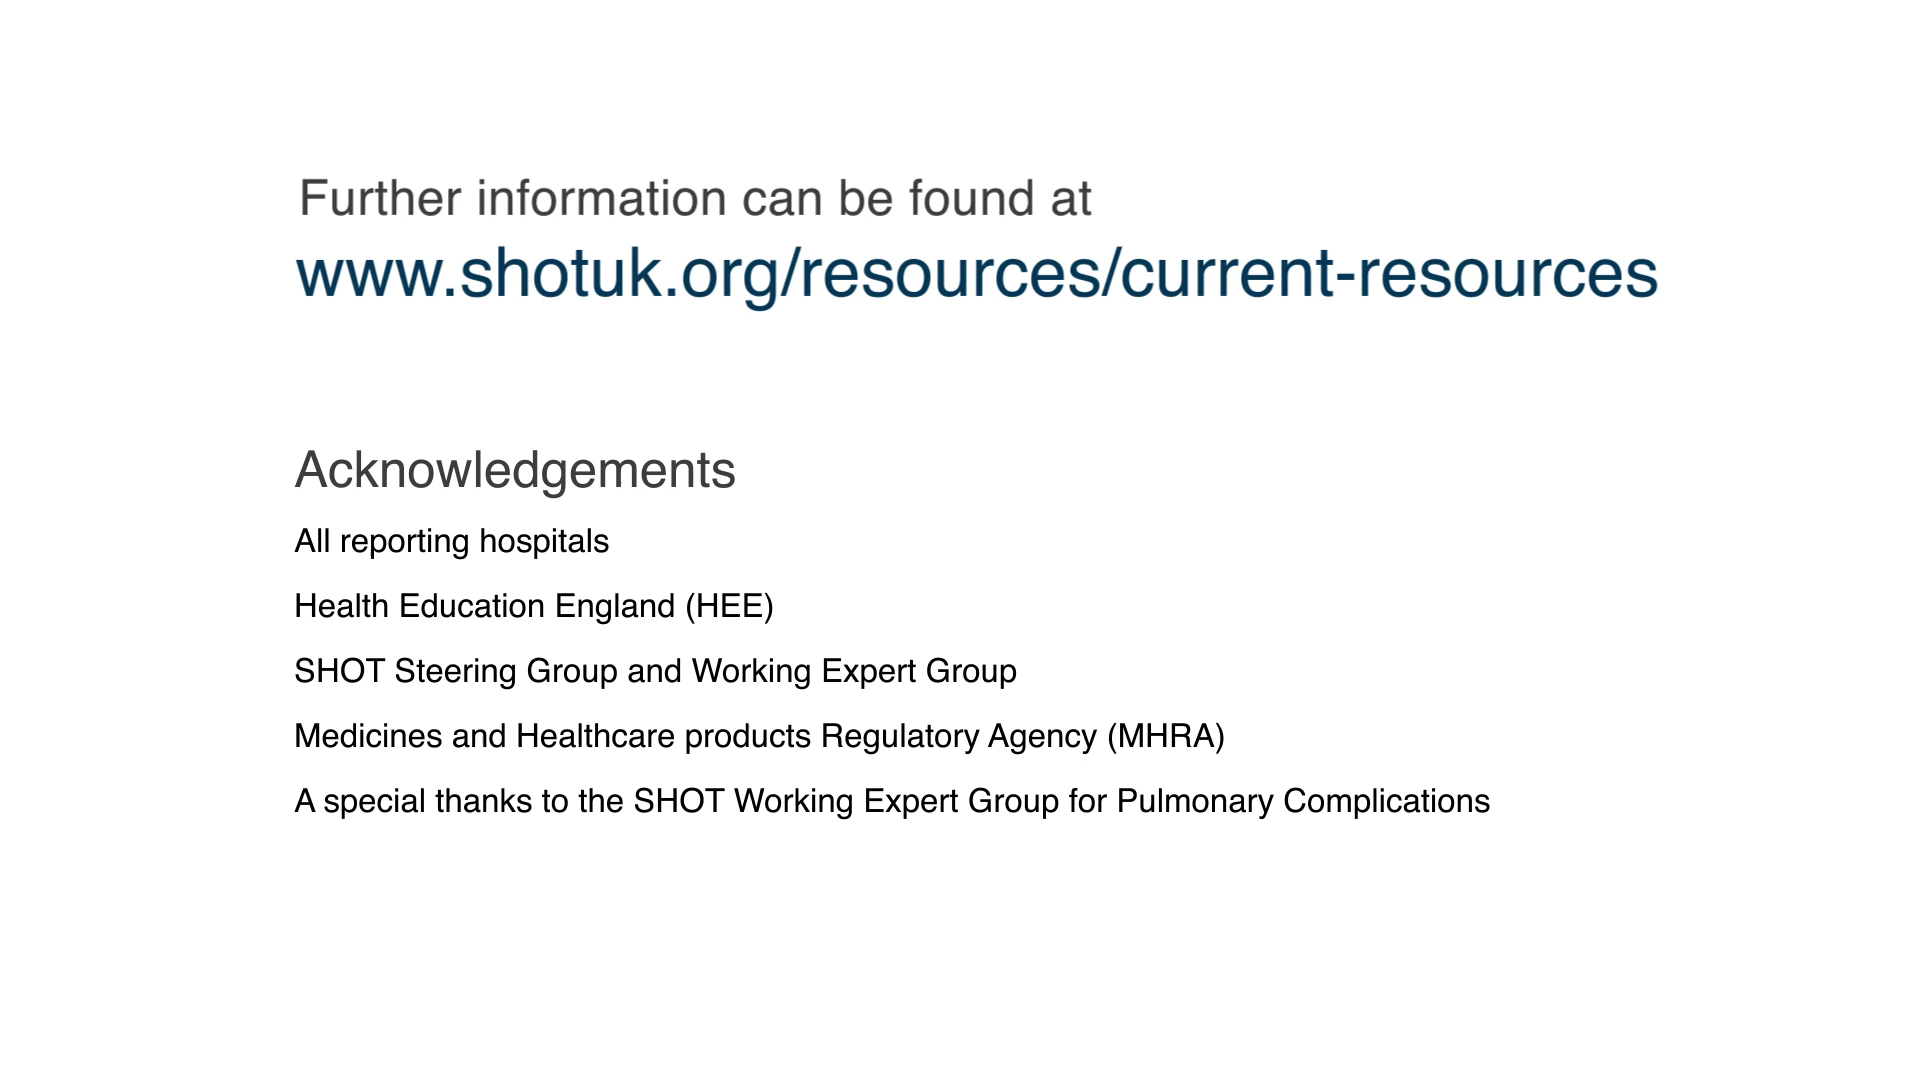 Further information can be found at
www.shotuk.org/resources/current-resources
Acknowledgements
All reporting hospitals
Health Education England (HEE)
SHOT Steering Group and Working Expert Group
Medicines and Healthcare products Regulatory Agency (MHRA)
A special thanks to the SHOT Working Expert Group for Pulmonary Complications